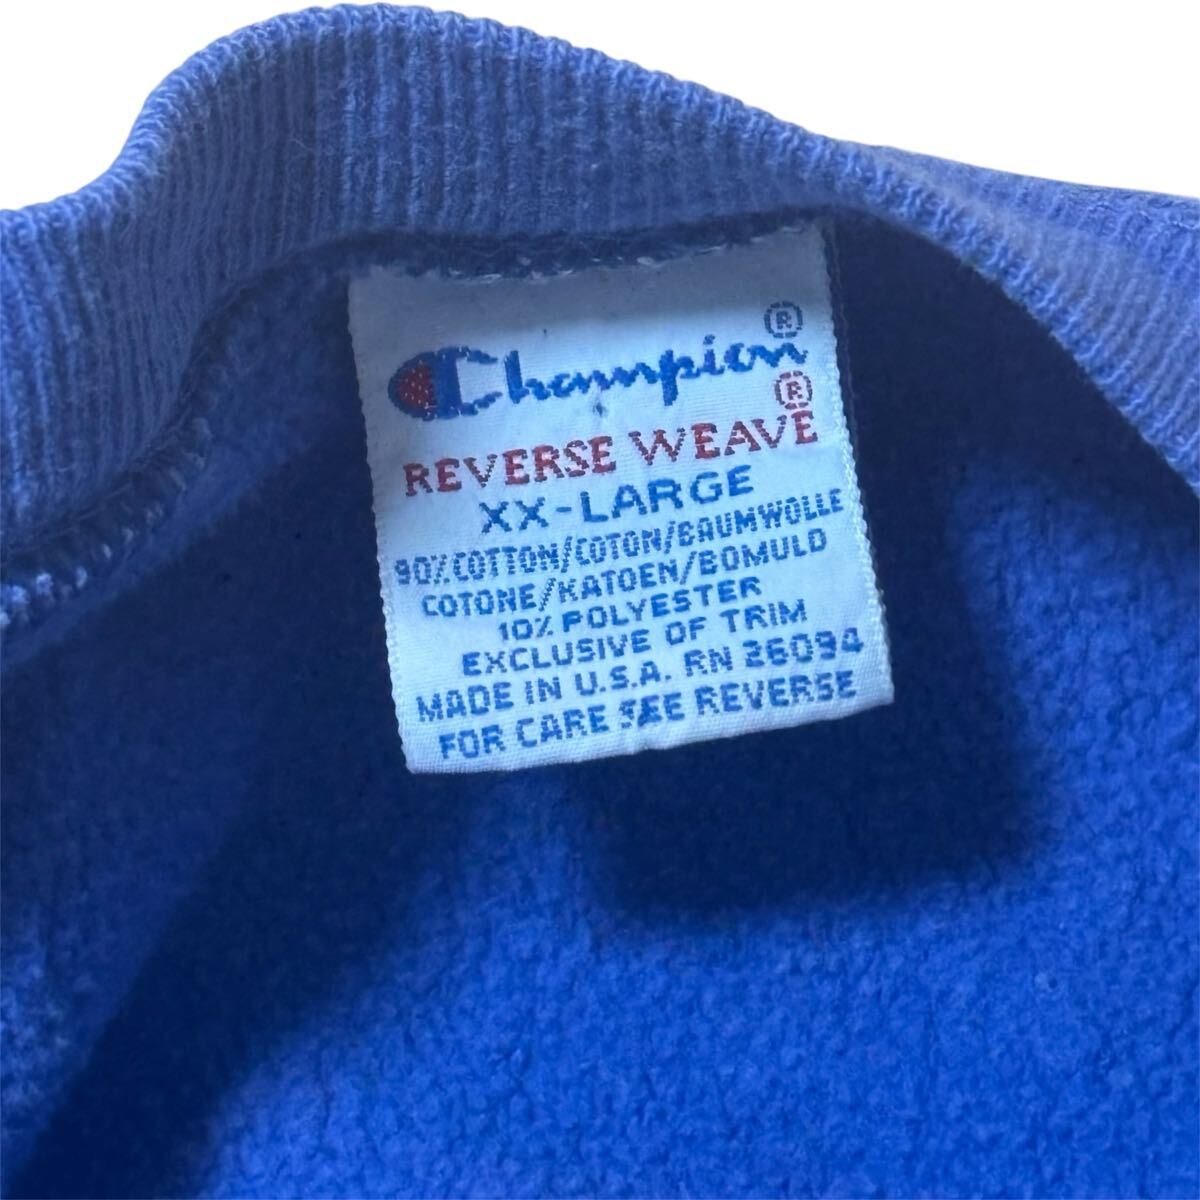 Champion®
REVERSE WEAVE®
XX-LARGE
90% COTTON/COTON/BAUMWOLLE
COTONE/KATOEN/BOMULD
10% POLYESTER
EXCLUSIVE OF TRIM
MADE IN U.S.A. RN 26094
FOR CARE SEE REVERSE